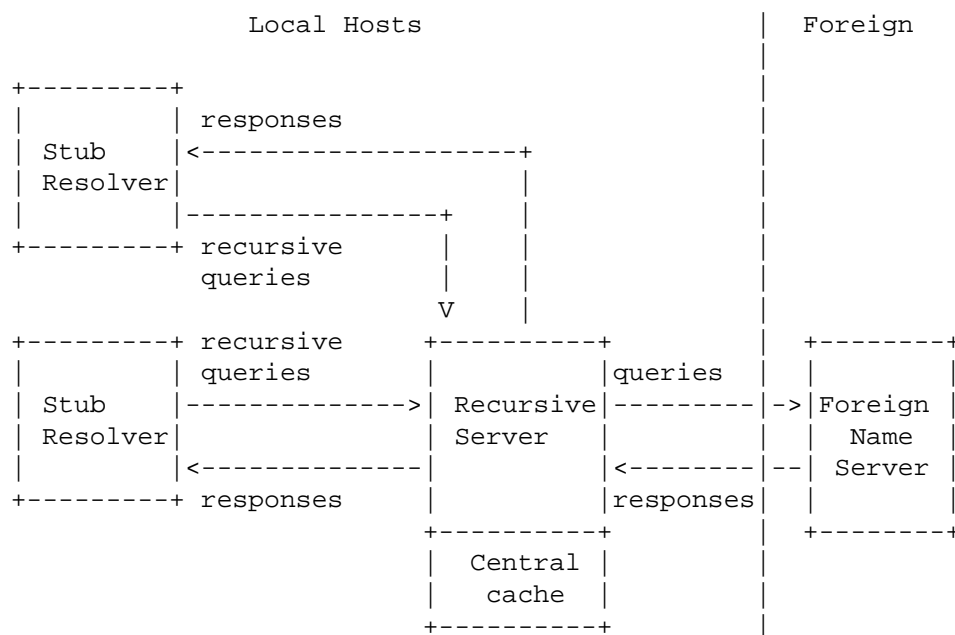 Local Hosts | Foreign
|
+---------+ |
| | responses |
| Stub |<--------------------+ |
| Resolver| | |
| |----------------+ | |
+---------+ recursive | | |
queries | | |
V | |
+---------+ recursive +----------+ | +--------+
| | queries | |queries | | |
| Stub |-------------->| Recursive|---------|->|Foreign |
| Resolver| | Server | | | Name |
| |<--------------| |<--------|--| Server |
+---------+ responses | |responses| | |
+----------+ | +--------+
| Central | |
| cache | |
+----------+ |